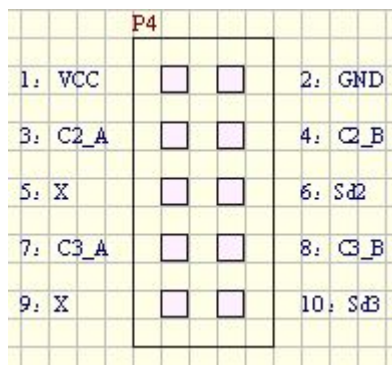 P4
1: VCC 2: GND
3: C2_A 4: C2_B
5: X 6: Sd2
7: C3_A 8: C3_B
9: X 10: Sd3